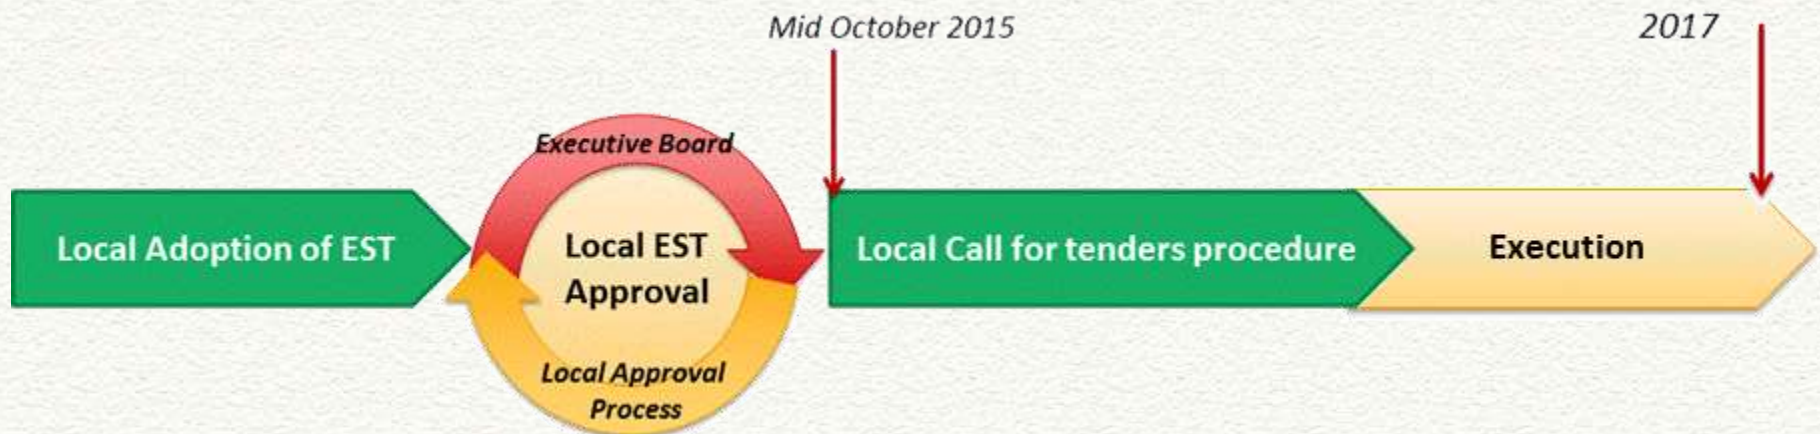 Mid October 2015
2017
Executive Board
Local Adoption of EST
Local EST
Approval
Local Call for tenders procedure
Execution
Local Approval
Process